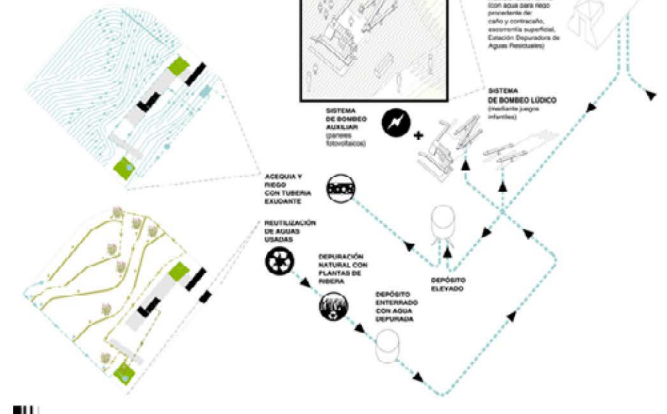 (con agua para riego
procedente de:
caño y contracaño,
escorrentía superficial,
Estación Depuradora de
Aguas Residuales)
SISTEMA
DE BOMBEO LÚDICO
(mediante juegos
infantiles)
SISTEMA
DE BOMBEO
AUXILIAR
(paneles
fotovoltaicos)
+
ACEQUIA Y
RIEGO
CON TUBERIA
EXUDANTE
REUTILIZACIÓN
DE AGUAS
USADAS
DEPURACIÓN
NATURAL CON
PLANTAS DE
RIBERA
DEPÓSITO
ENTERRADO
CON AGUA
DEPURADA
DEPÓSITO
ELEVADO